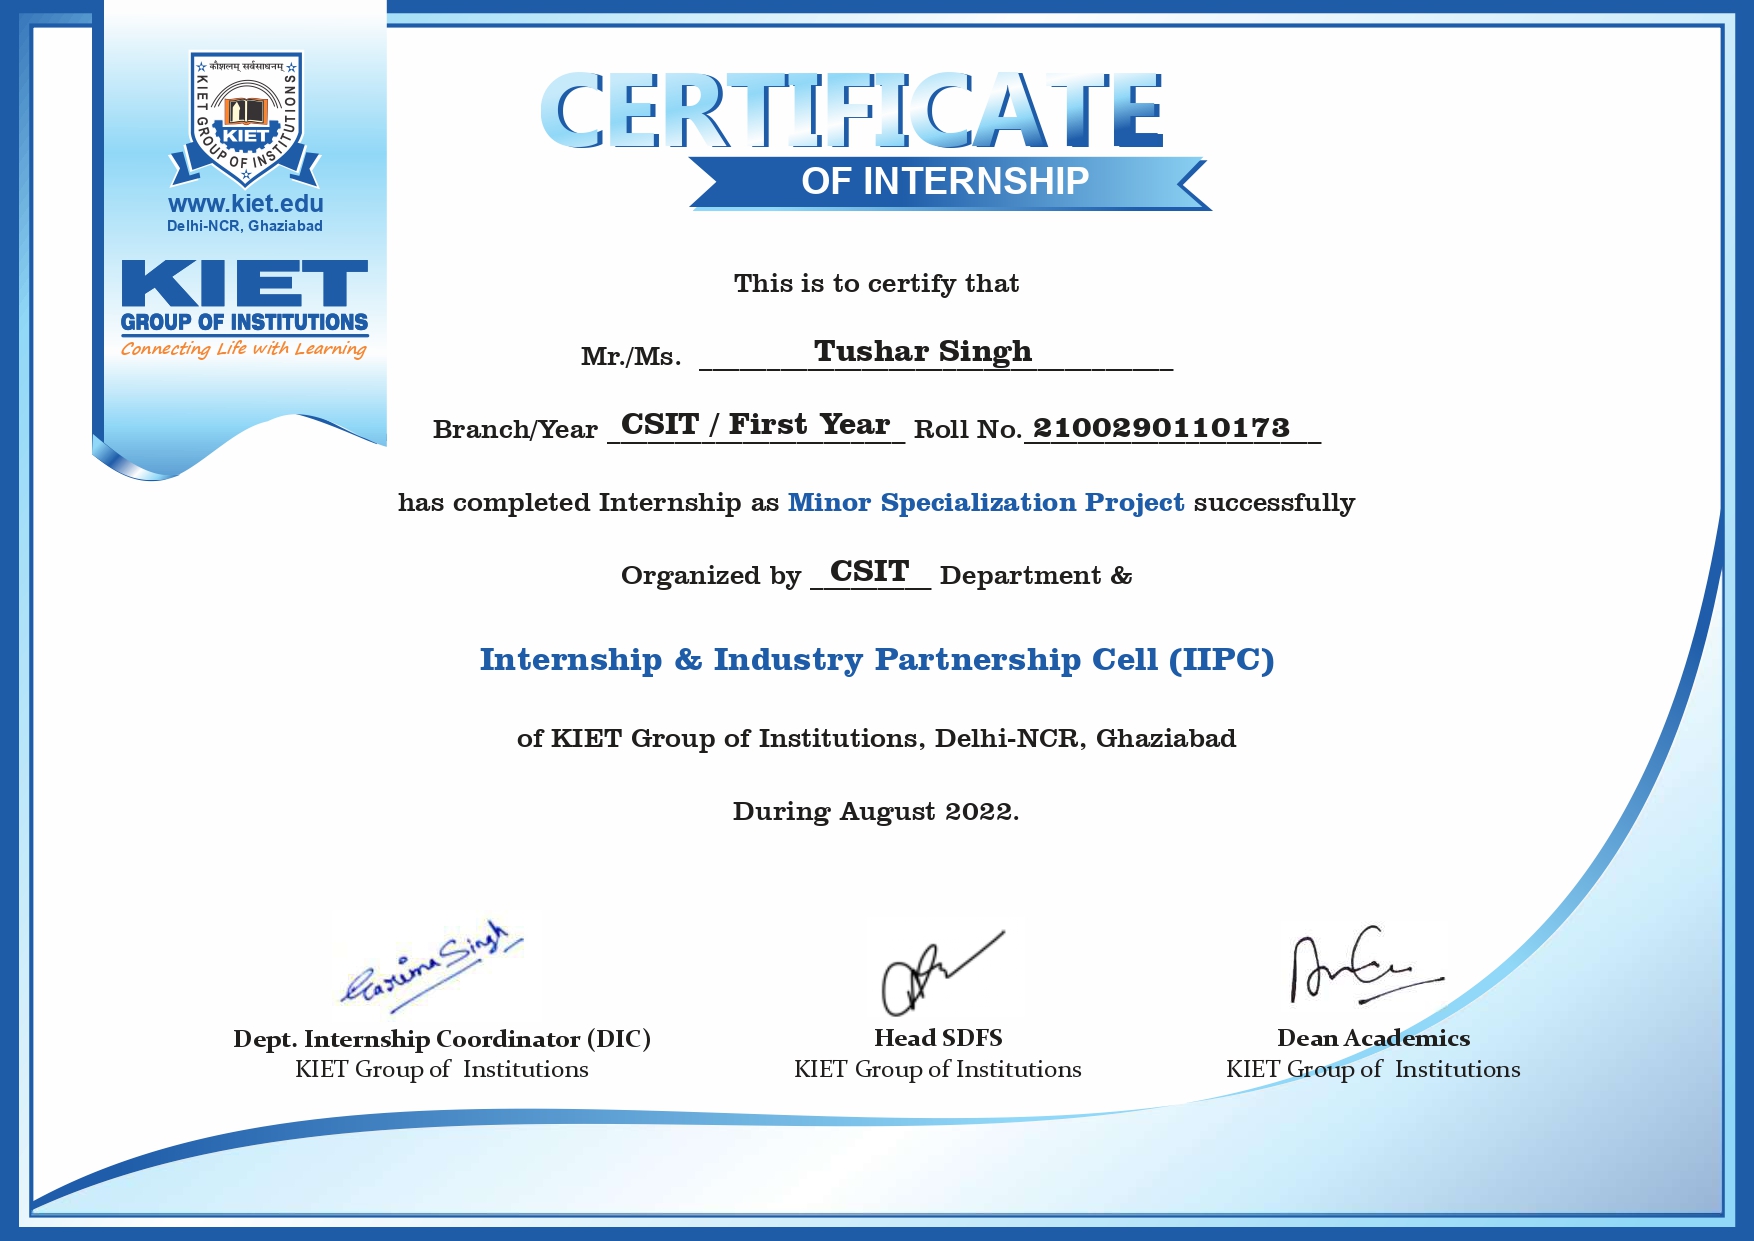 कौशलम् सर्वसाधनम्
KIET GROUP OF INSTITUTIONS
KIET
www.kiet.edu
Delhi-NCR, Ghaziabad
KIET
GROUP OF INSTITUTIONS
Connecting Life with Learning
CERTIFICATE
OF INTERNSHIP
This is to certify that
Mr./Ms. Tushar Singh
Branch/Year CSIT / First Year Roll No. 2100290110173
has completed Internship as Minor Specialization Project successfully
Organized by CSIT Department &
Internship & Industry Partnership Cell (IIPC)
of KIET Group of Institutions, Delhi-NCR, Ghaziabad
During August 2022.
Garima Singh
Dept. Internship Coordinator (DIC)
KIET Group of Institutions
Head SDFS
KIET Group of Institutions
Dean Academics
KIET Group of Institutions